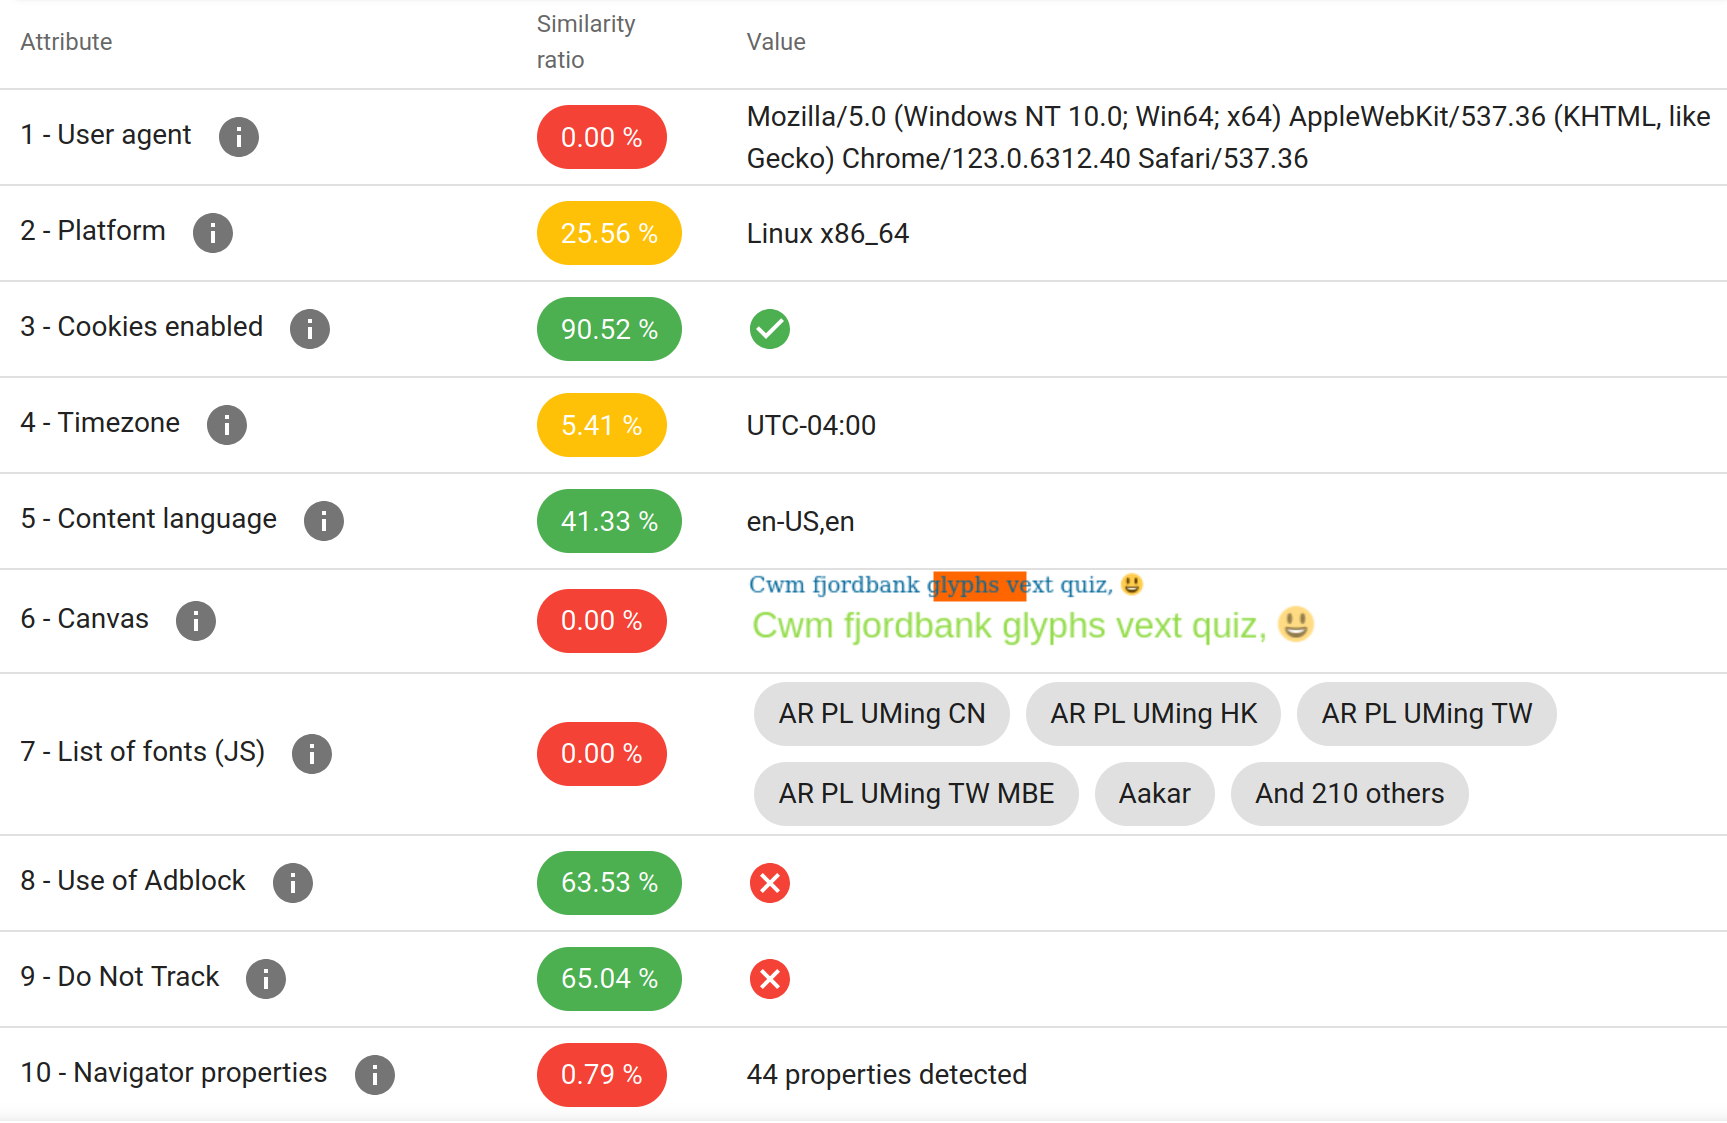 Attribute
Similarity
ratio
Value
1 - User agent
0.00 %
Mozilla/5.0 (Windows NT 10.0; Win64; x64) AppleWebKit/537.36 (KHTML, like
Gecko) Chrome/123.0.6312.40 Safari/537.36
2 - Platform
25.56 %
Linux x86_64
3 - Cookies enabled
90.52 %
4 - Timezone
5.41 %
UTC-04:00
5 - Content language
41.33 %
en-US,en
6 - Canvas
0.00 %
Cwm fjordbank glyphs vext quiz, 😃
Cwm fjordbank glyphs vext quiz, 😃
7 - List of fonts (JS)
0.00 %
AR PL UMing CN
AR PL UMing HK
AR PL UMing TW
AR PL UMing TW MBE
Aakar
And 210 others
8 - Use of Adblock
63.53 %
9 - Do Not Track
65.04 %
10 - Navigator properties
0.79 %
44 properties detected